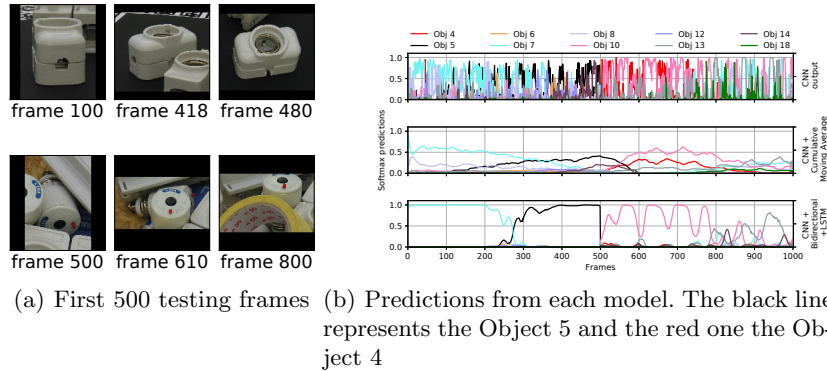 frame 100 frame 418 frame 480
frame 500 frame 610 frame 800
(a) First 500 testing frames
Obj 4 Obj 6 Obj 8 Obj 12 Obj 14
Obj 5 Obj 7 Obj 10 Obj 13 Obj 18
1.0
0.5
0.0
CNN
output
1.0
0.5
0.0
CNN +
Cumulative
Moving Average
Softmax predictions
1.0
0.5
0.0
CNN +
Bidirectional
+LSTM
0 100 200 300 400 500 600 700 800 900 1000
Frames
(b) Predictions from each model. The black line
represents the Object 5 and the red one the Ob-
ject 4